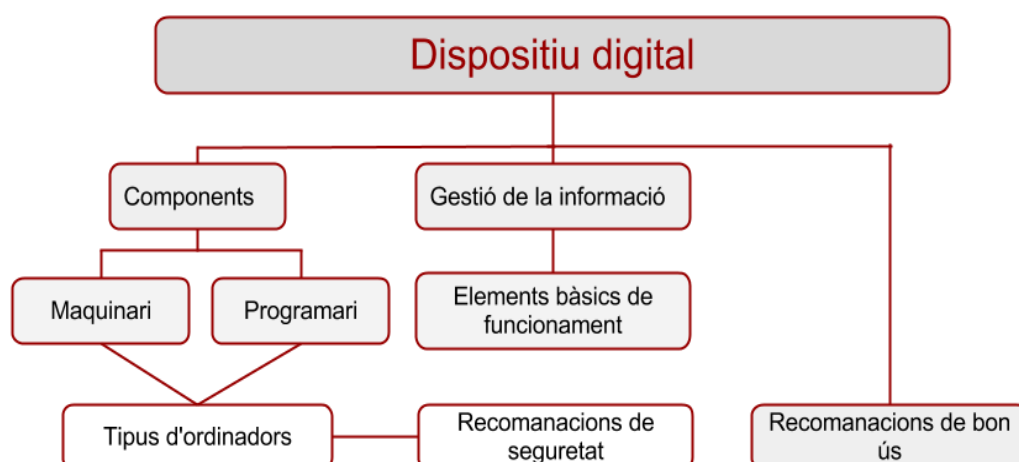 Dispositiu digital
Components
Gestió de la informació
Maquinari
Programari
Elements bàsics de
funcionament
Tipus d'ordinadors
Recomanacions de
seguretat
Recomanacions de bon
ús